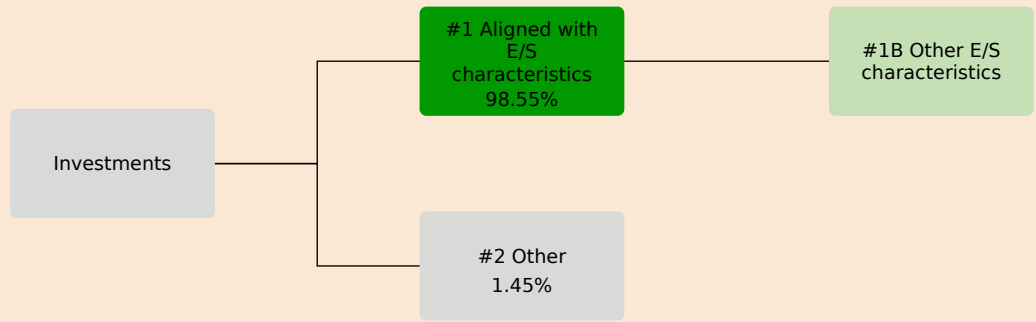 #1 Aligned with
E/S
characteristics
98.55%
#1B Other E/S
characteristics
Investments
#2 Other
1.45%